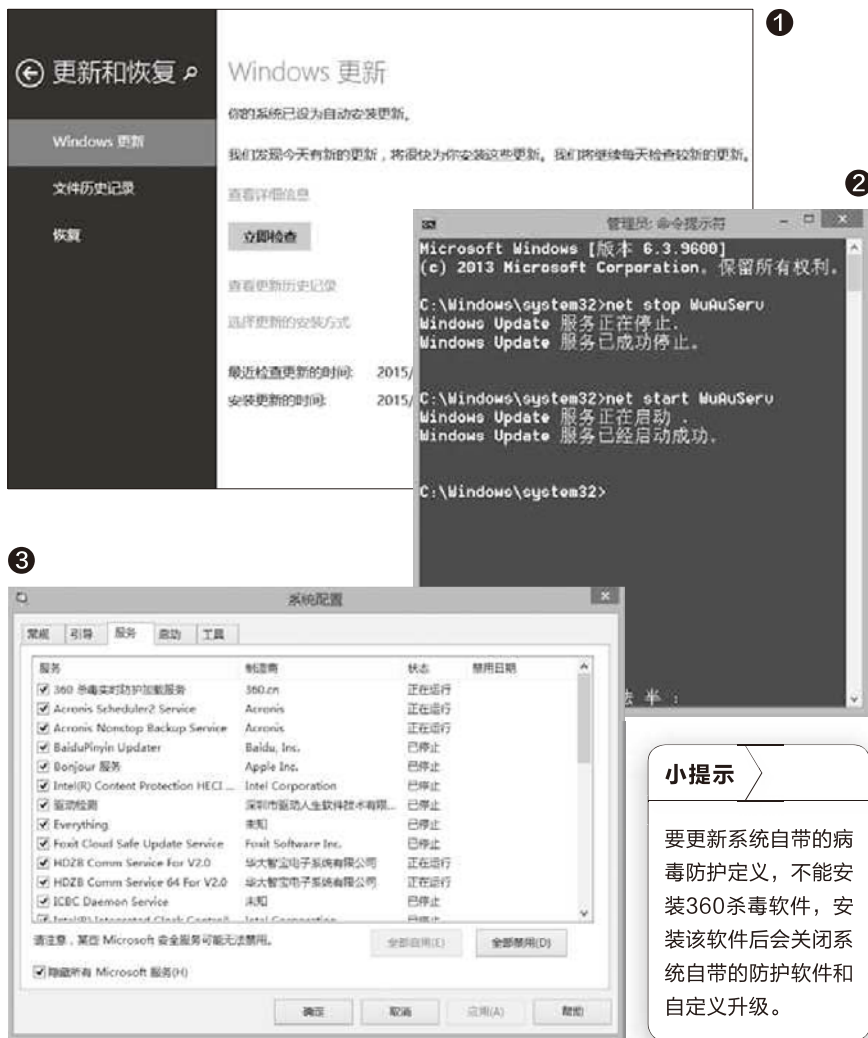 ❶
更新和恢复
Windows 更新
文件历史记录
恢复
Windows 更新
你的系统已设为自动安装更新。
我们发现今天有新的更新，将很快为你安装这些更新。我们将继续每天检查较新的更新。
查看详细信息
立即检查
查看更新历史记录
选择更新的安装方式
最近检查更新的时间: 2015/
安装更新的时间: 2015/
❷
管理员: 命令提示符
Microsoft Windows [版本 6.3.9600]
(c) 2013 Microsoft Corporation。保留所有权利。
C:\Windows\system32>net stop WuAuServ
Windows Update 服务正在停止.
Windows Update 服务已成功停止。
C:\Windows\system32>net start WuAuServ
Windows Update 服务正在启动 .
Windows Update 服务已经启动成功。
C:\Windows\system32>
半 :
❸
系统配置
常规 引导 服务 启动 工具
服务 制造商 状态 禁用日期
360 杀毒实时防护加载服务 360.cn 正在运行
Acronis Scheduler2 Service Acronis 正在运行
Acronis Nonstop Backup Service Acronis 正在运行
BaiduPinyin Updater Baidu, Inc. 已停止
Bonjour 服务 Apple Inc. 已停止
Intel(R) Content Protection HECI ... Intel Corporation 已停止
驱动检测 深圳市驱动人生软件技术有限... 已停止
Everything 未知 已停止
Foxit Cloud Safe Update Service Foxit Software Inc. 已停止
HDZB Comm Service For V2.0 华大智宝电子系统有限公司 正在运行
HDZB Comm Service 64 For V2.0 华大智宝电子系统有限公司 正在运行
ICBC Daemon Service 未知 已停止
Intel(R) Integrated Clock Intel Corporation 已停止
请注意，某些 Microsoft 安全服务可能无法禁用。
全部启用(E) 全部禁用(D)
隐藏所有 Microsoft 服务(H)
确定 取消 应用(A) 帮助
小提示
要更新系统自带的病
毒防护定义，不能安
装360杀毒软件，安
装该软件后会关闭系
统自带的防护软件和
自定义升级。